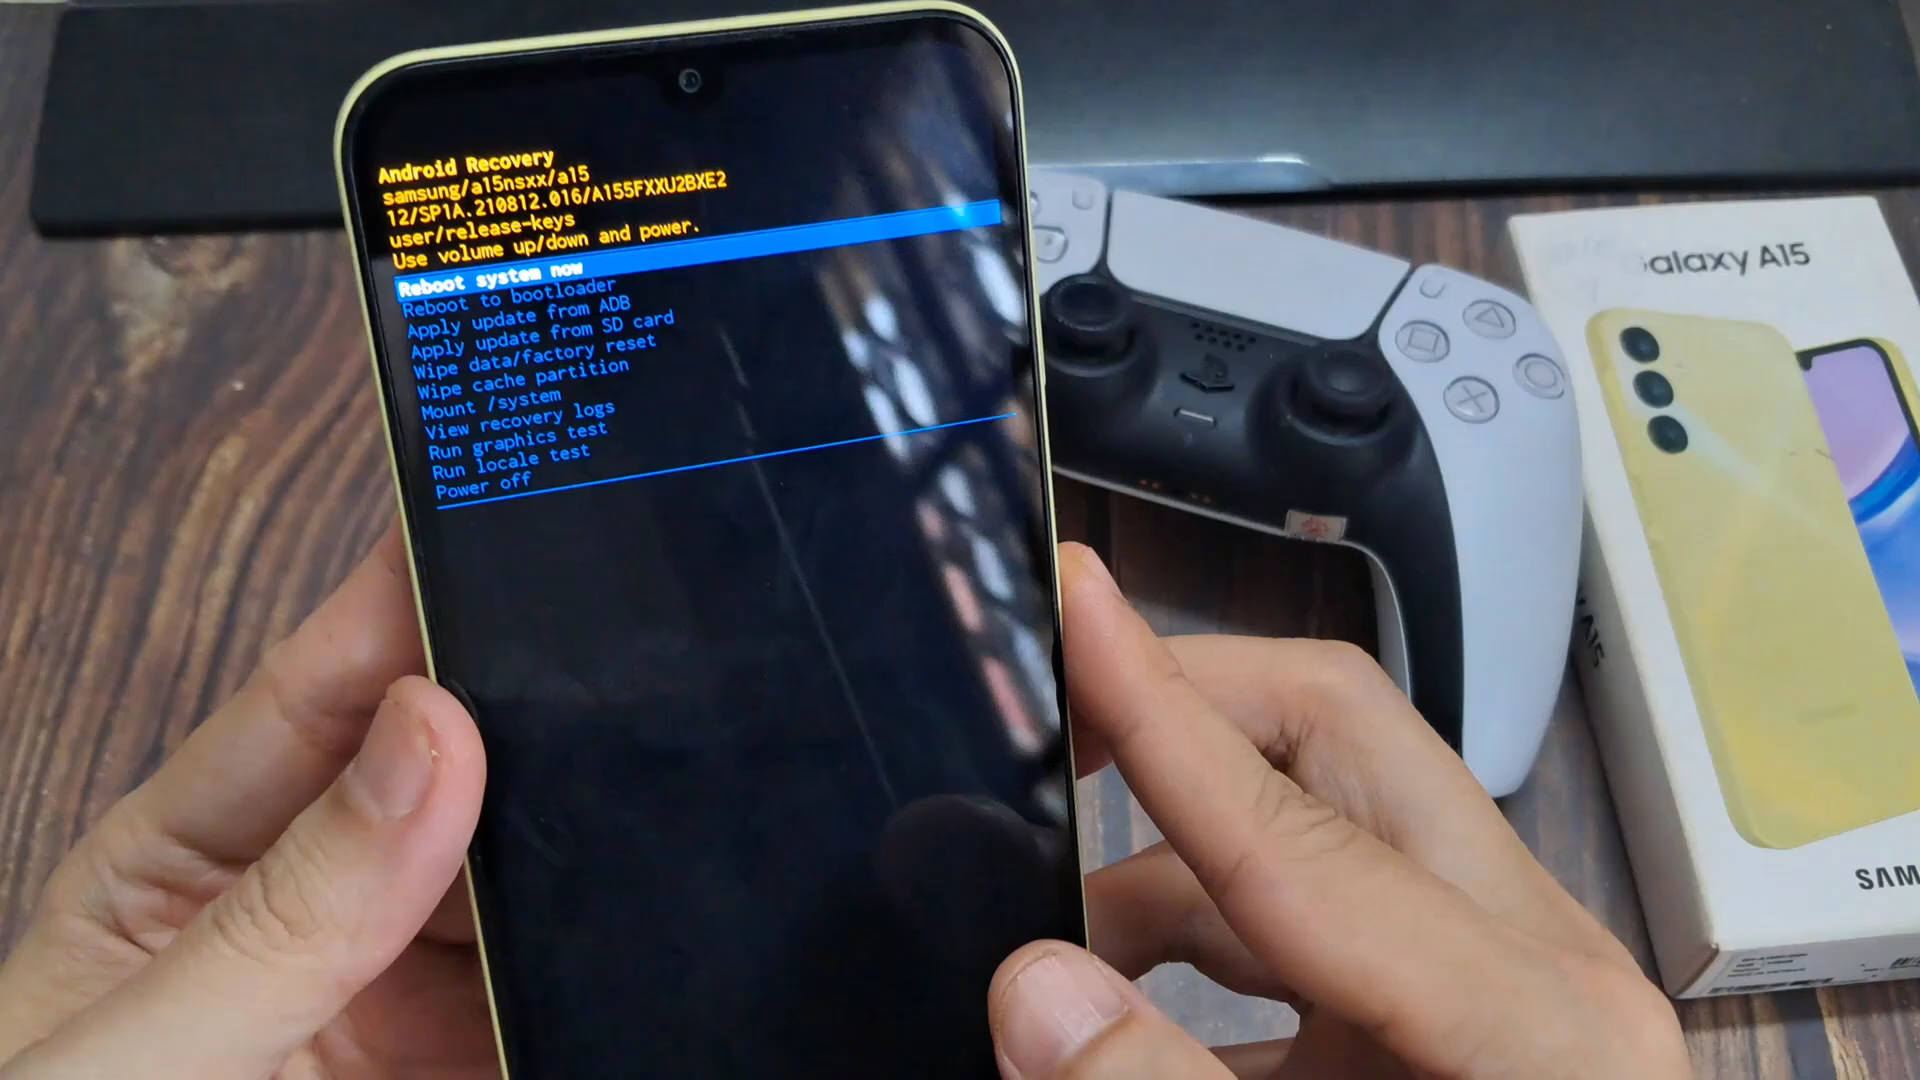 Android Recovery
samsung/a15nsxx/a15
12/SP1A.210812.016/A155FXXU2BXE2
user/release-keys
Use volume up/down and power.
Reboot system now
Reboot to bootloader
Apply update from ADB
Apply update from SD card
Wipe data/factory reset
Wipe cache partition
Mount /system
View recovery logs
Run graphics test
Run locale test
Power off
alaxy A15
A15
SAM